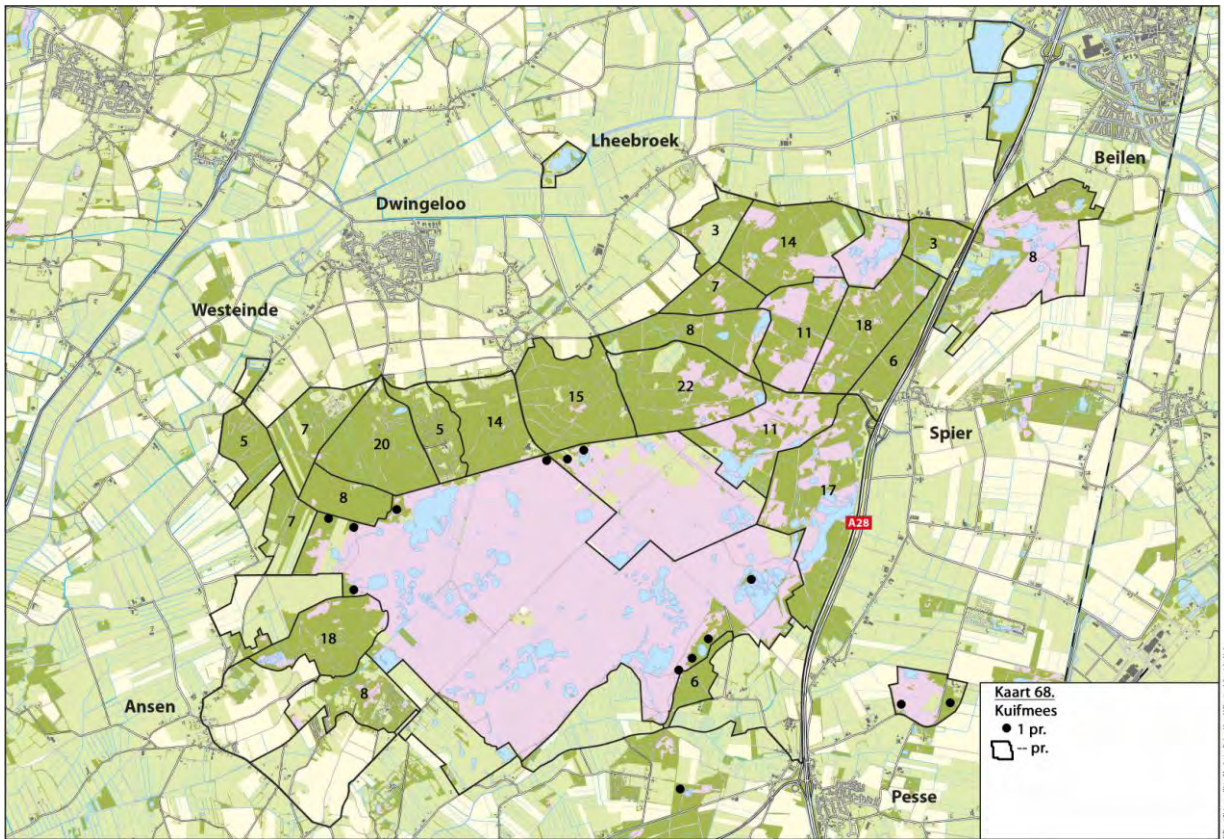 Lheebroek
Beilen
Dwingeloo
3
14
3
8
7
Westeinde
8
11
18
6
22
15
5
7
20
5
14
11
Spier
8
17
7
A28
18
6
8
Ansen
Pesse
Kaart 68.
Kuifmees
1 pr.
-- pr.